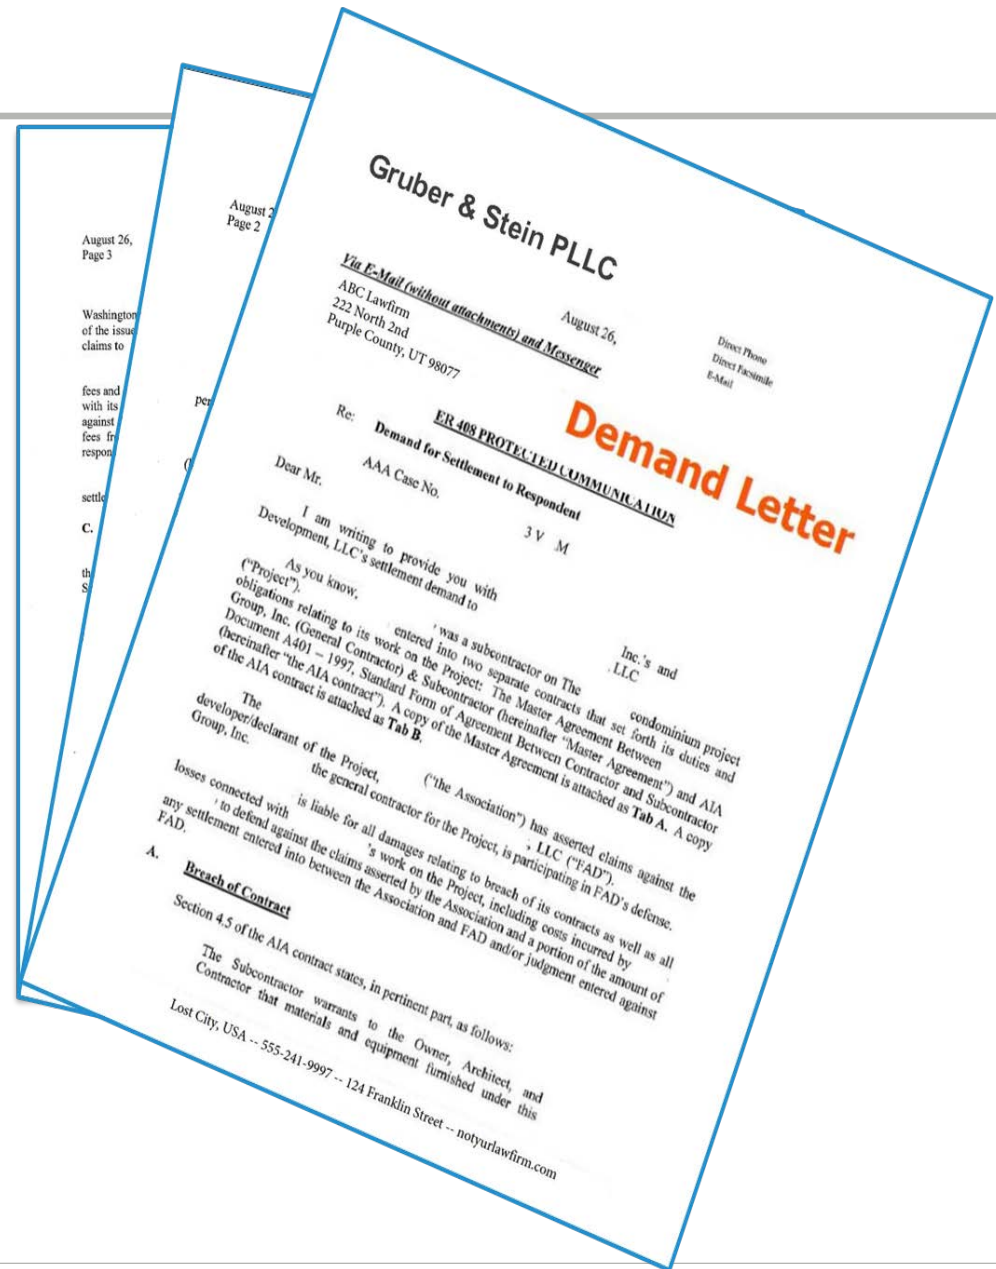 Gruber & Stein PLLC
Via E-Mail (without attachments) and Messenger
ABC Lawfirm
222 North 2nd
Purple County, UT 98077
August 26,
Direct Phone
Direct Facsimile
E-Mail
Demand Letter
ER 408 PROTECTED COMMUNICATION
Re: Demand for Settlement to Respondent
AAA Case No.
3 V M
Dear Mr.
I am writing to provide you with Inc.'s and
Development, LLC's settlement demand to LLC
As you know, ' was a subcontractor on The condominium project
("Project"). entered into two separate contracts that set forth its duties and
obligations relating to its work on the Project: The Master Agreement Between
Group, Inc. (General Contractor) & Subcontractor (hereinafter "Master Agreement") and AIA
Document A401 – 1997, Standard Form of Agreement Between Contractor and Subcontractor
(hereinafter "the AIA contract"). A copy of the Master Agreement is attached as Tab A. A copy
of the AIA contract is attached as Tab B.
The ("the Association") has asserted claims against the
developer/declarant of the Project, , LLC ("FAD").
Group, Inc. the general contractor for the Project, is participating in FAD's defense.
is liable for all damages relating to breach of its contracts as well as all
losses connected with 's work on the Project, including costs incurred by
' to defend against the claims asserted by the Association and a portion of the amount of
any settlement entered into between the Association and FAD and/or judgment entered against
FAD.
A. Breach of Contract
Section 4.5 of the AIA contract states, in pertinent part, as follows:
The Subcontractor warrants to the Owner, Architect, and
Contractor that materials and equipment furnished under this
Lost City, USA -- 555-241-9997 -- 124 Franklin Street -- notyurlawfirm.com
August 2
Page 2
per
(
August 26,
Page 3
Washington
of the issue
claims to
fees and
with its
against
fees
respon
settle
C.
th
S